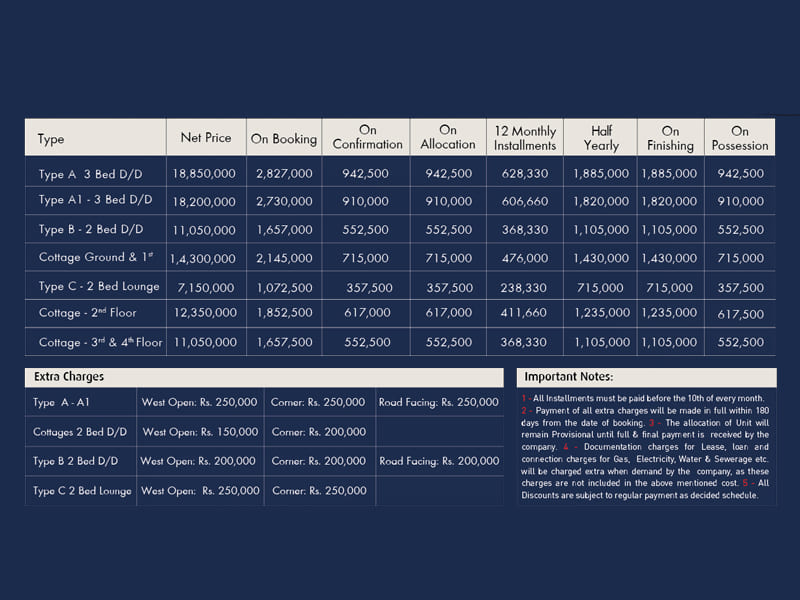 Type Net Price On Booking On Confirmation On Allocation 12 Monthly Installments Half Yearly On Finishing On Possession
Type A 3 Bed D/D 18,850,000 2,827,000 942,500 942,500 628,330 1,885,000 1,885,000 942,500
Type A1 - 3 Bed D/D 18,200,000 2,730,000 910,000 910,000 606,660 1,820,000 1,820,000 910,000
Type B - 2 Bed D/D 11,050,000 1,657,000 552,500 552,500 368,330 1,105,000 1,105,000 552,500
Cottage Ground & 1st 1,4,300,000 2,145,000 715,000 715,000 476,000 1,430,000 1,430,000 715,000
Type C - 2 Bed Lounge 7,150,000 1,072,500 357,500 357,500 238,330 715,000 715,000 357,500
Cottage - 2nd Floor 12,350,000 1,852,500 617,000 617,000 411,660 1,235,000 1,235,000 617,500
Cottage - 3rd & 4th Floor 11,050,000 1,657,500 552,500 552,500 368,330 1,105,000 1,105,000 552,500
Extra Charges
Type A - A1 West Open: Rs. 250,000 Corner: Rs. 250,000 Road Facing: Rs. 250,000
Cottages 2 Bed D/D West Open: Rs. 150,000 Corner: Rs. 200,000
Type B 2 Bed D/D West Open: Rs. 200,000 Corner: Rs. 200,000 Road Facing: Rs. 200,000
Type C 2 Bed Lounge West Open: Rs. 250,000 Corner: Rs. 250,000
Important Notes:
1 - All Installments must be paid before the 10th of every month.
2 - Payment of all extra charges will be made in full within 180
days from the date of booking. 3 - The allocation of Unit will
remain Provisional until full & final payment is received by the
company. 4 - Documentation charges for Lease, loan and
connection charges for Gas, Electricity, Water & Sewerage etc.
will be charged extra when demand by the company, as these
charges are not included in the above mentioned cost. 5 - All
Discounts are subject to regular payment as decided schedule.